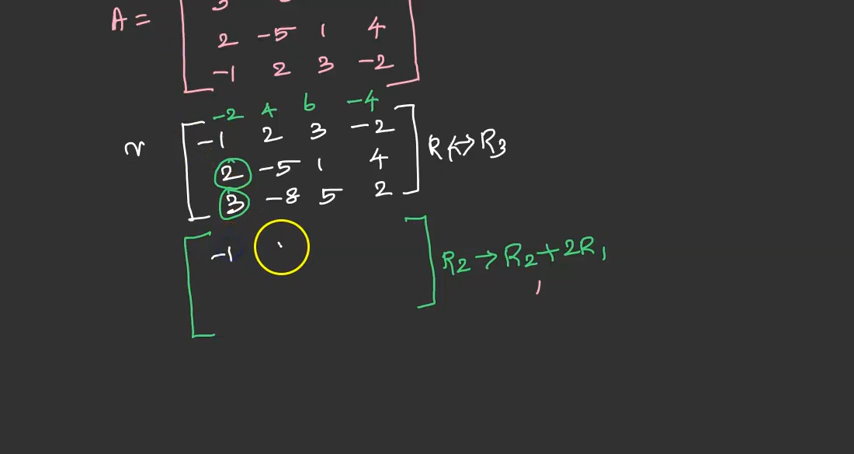 3
A =
2 -5 1 4
-1 2 3 -2
-2 4 6 -4
~ -1 2 3 -2
2 -5 1 4 R↔R3
3 -8 5 2
-1 R2→R2+2R1